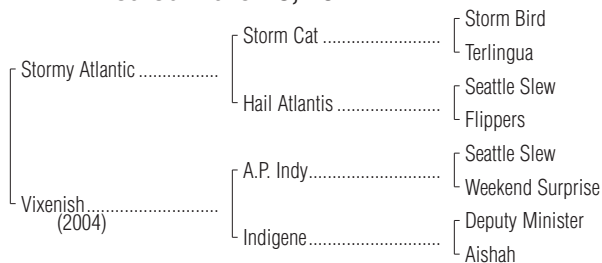 Storm Bird
Storm Cat ........................
Terlingua
Stormy Atlantic ..................
Seattle Slew
Hail Atlantis .....................
Flippers
Seattle Slew
A.P. Indy...........................
Weekend Surprise
Vixenish.............................
(2004)
Deputy Minister
Indigene...........................
Aishah